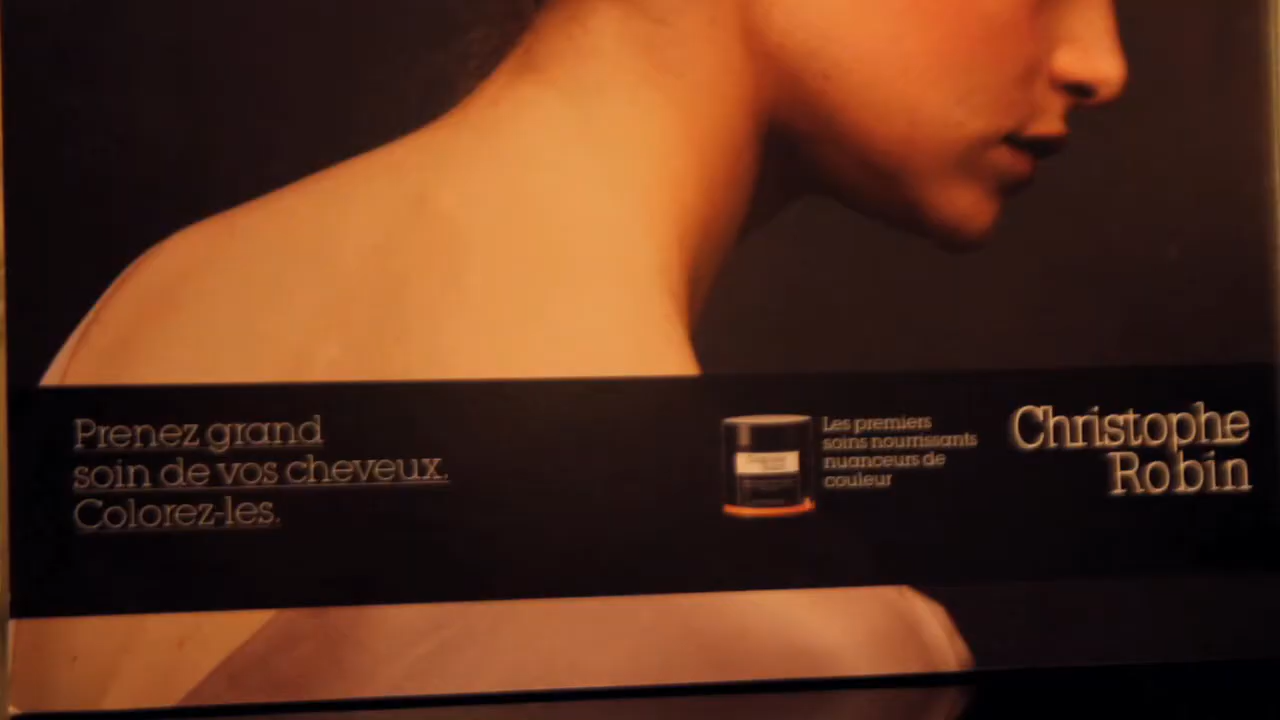 Prenez grand
soin de vos cheveux.
Colorez-les.
Les premiers
soins nourrissants
nuanceurs de
couleur
Christophe
Robin